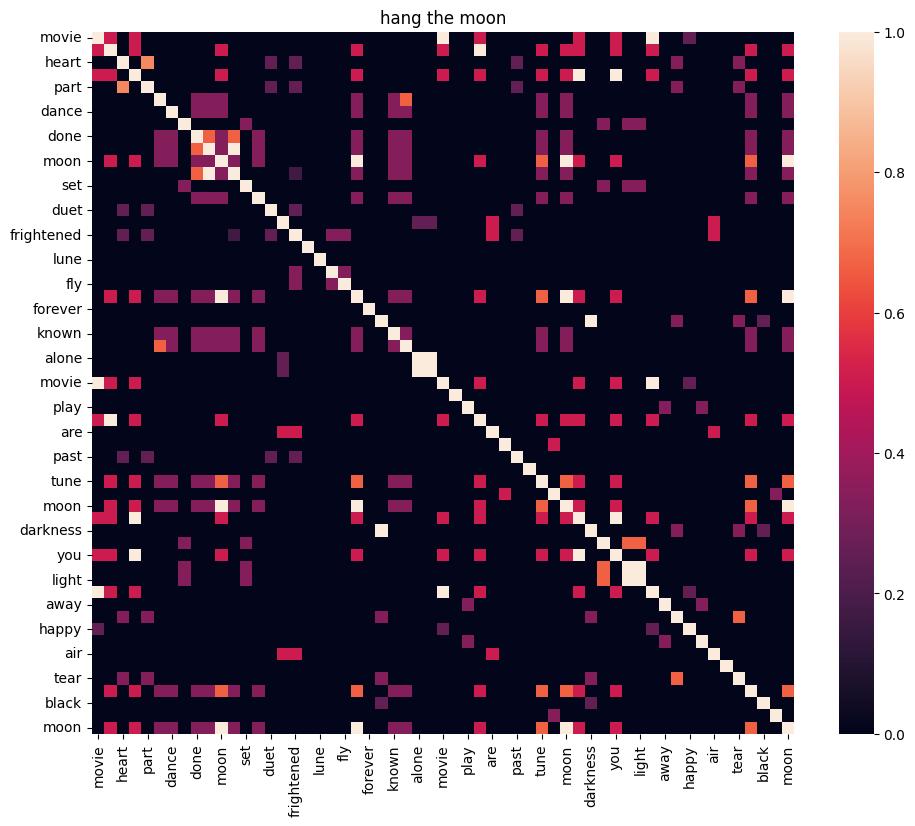 hang the moon
movie
heart
part
dance
done
moon
set
duet
frightened
lune
fly
forever
known
alone
movie
play
are
past
tune
moon
darkness
you
light
away
happy
air
tear
black
moon
1.0
0.8
0.6
0.4
0.2
0.0
movie
heart
part
dance
done
moon
set
duet
frightened
lune
fly
forever
known
alone
movie
play
are
past
tune
moon
darkness
you
light
away
happy
air
tear
black
moon